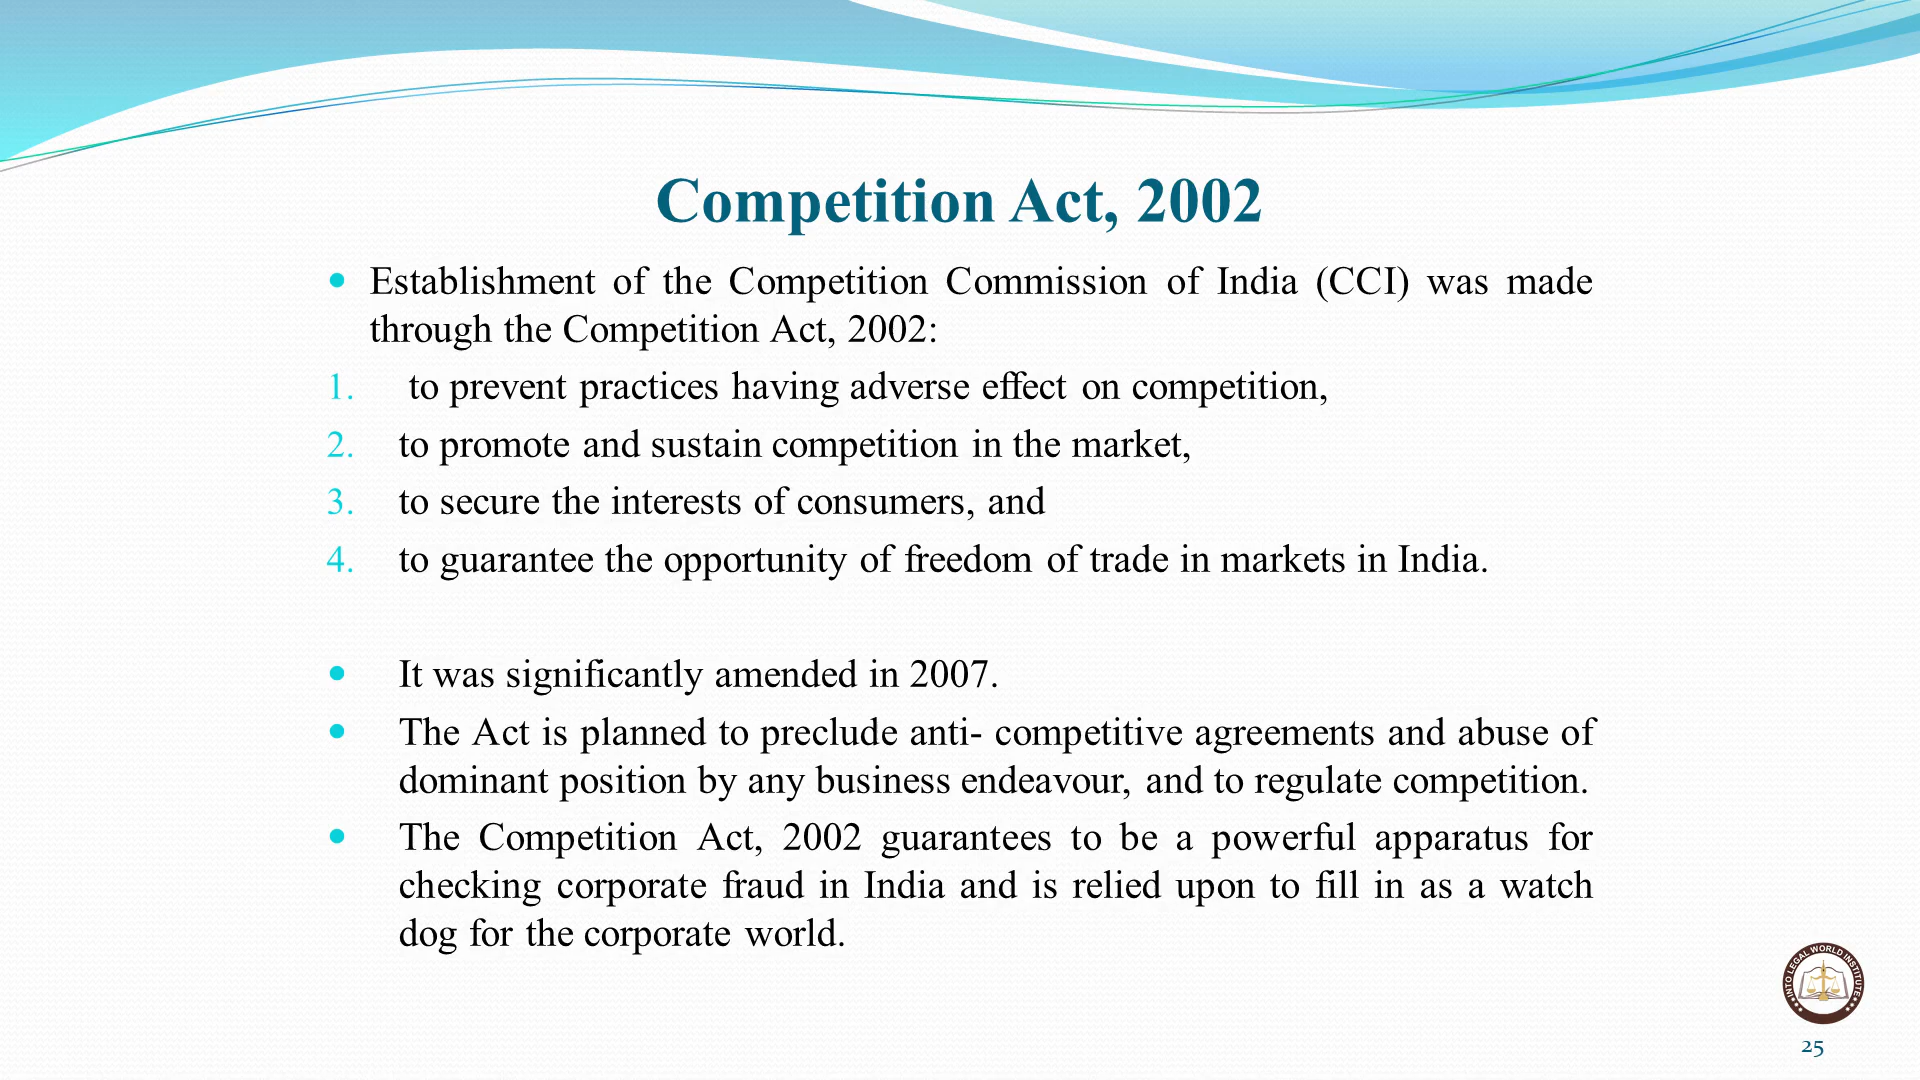 Competition Act, 2002
• Establishment of the Competition Commission of India (CCI) was made
through the Competition Act, 2002:
1. to prevent practices having adverse effect on competition,
2. to promote and sustain competition in the market,
3. to secure the interests of consumers, and
4. to guarantee the opportunity of freedom of trade in markets in India.
• It was significantly amended in 2007.
• The Act is planned to preclude anti- competitive agreements and abuse of
dominant position by any business endeavour, and to regulate competition.
• The Competition Act, 2002 guarantees to be a powerful apparatus for
checking corporate fraud in India and is relied upon to fill in as a watch
dog for the corporate world.
INTO LEGAL WORLD INSTITUTE
25